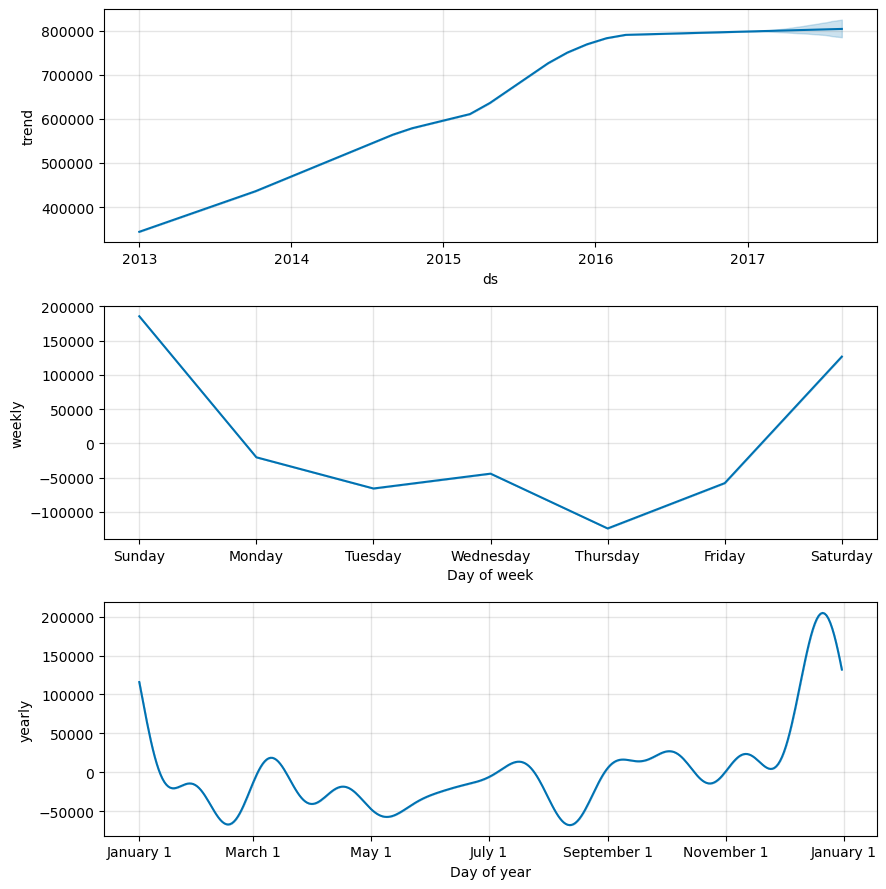 800000
700000
600000
500000
400000
trend
2013 2014 2015 2016 2017
ds
200000
150000
100000
50000
0
−50000
−100000
weekly
Sunday Monday Tuesday Wednesday Thursday Friday Saturday
Day of week
200000
150000
100000
50000
0
−50000
yearly
January 1 March 1 May 1 July 1 September 1 November 1 January 1
Day of year